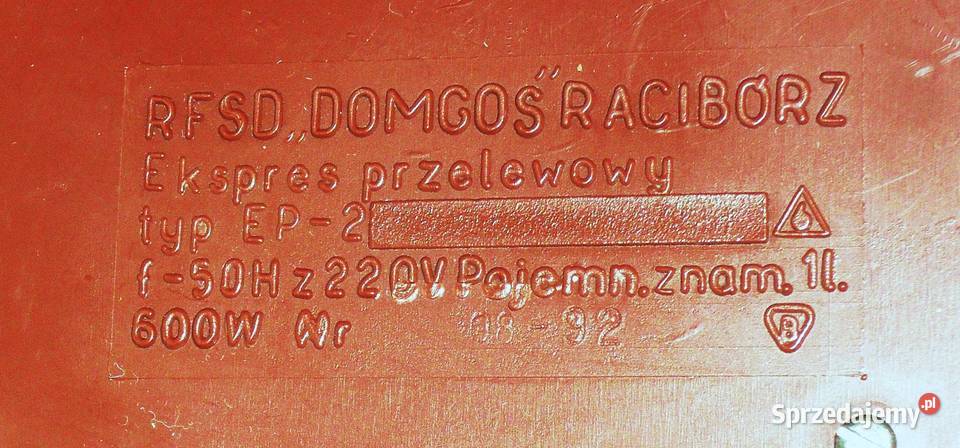 RFSD „DOMGOŚ” RACIBÓRZ
Ekspres przelewowy
typ EP-2
f-50Hz 220V Pojemn. znam. 1l.
600W Nr 08-92
B
Sprzedajemy.pl